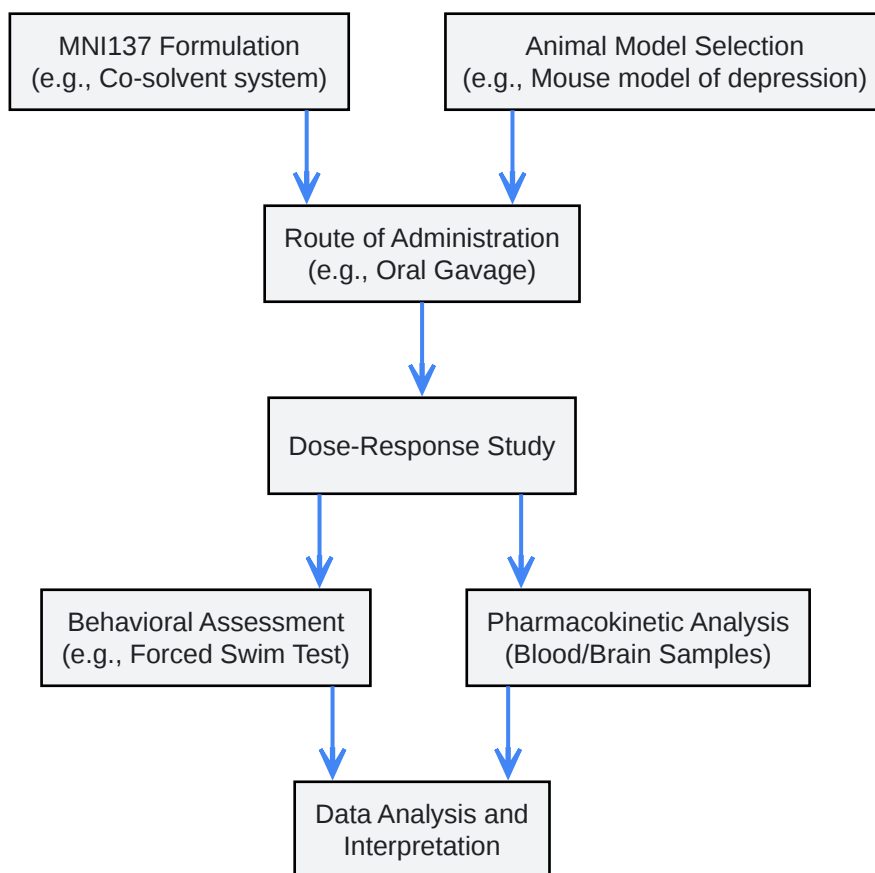 MNI137 Formulation
(e.g., Co-solvent system)
Animal Model Selection
(e.g., Mouse model of depression)
Route of Administration
(e.g., Oral Gavage)
Dose-Response Study
Behavioral Assessment
(e.g., Forced Swim Test)
Pharmacokinetic Analysis
(Blood/Brain Samples)
Data Analysis and
Interpretation